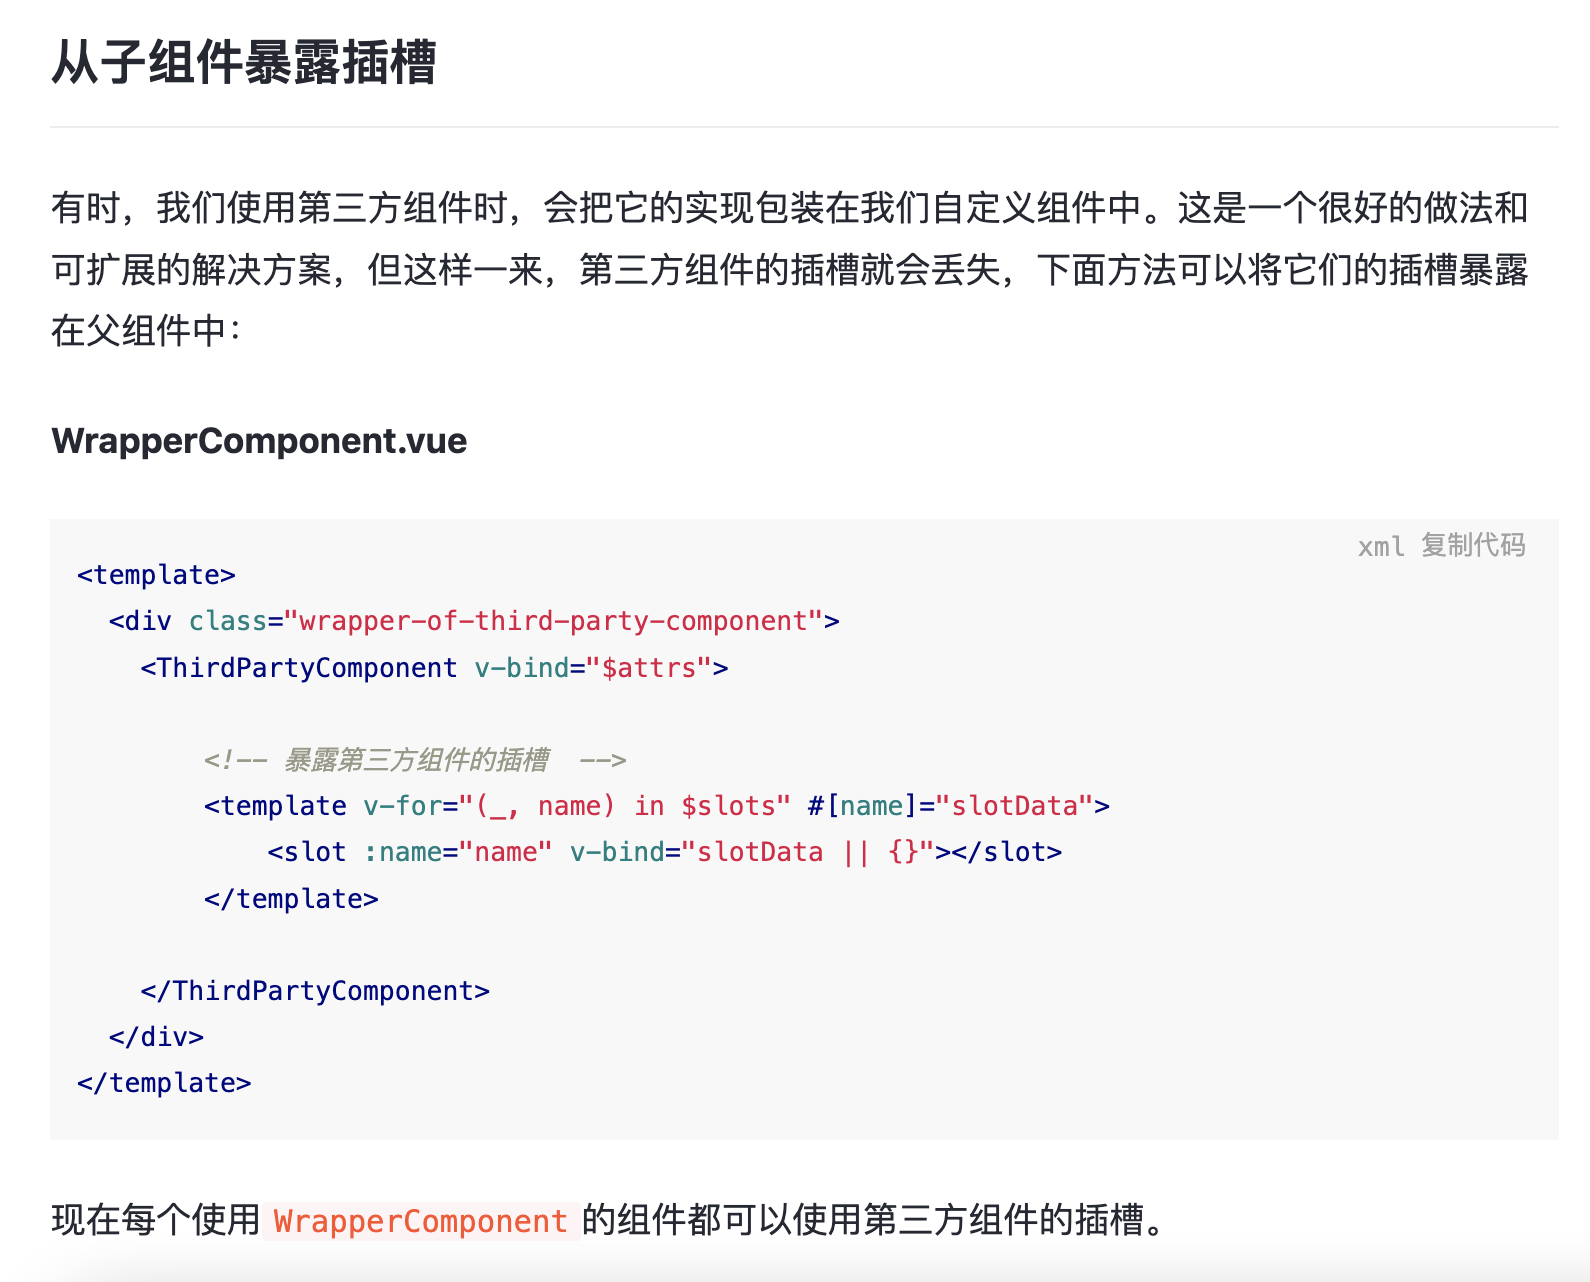 从子组件暴露插槽
有时，我们使用第三方组件时，会把它的实现包装在我们自定义组件中。这是一个很好的做法和
可扩展的解决方案，但这样一来，第三方组件的插槽就会丢失，下面方法可以将它们的插槽暴露
在父组件中：
WrapperComponent.vue
xml 复制代码
<template>
  <div class="wrapper-of-third-party-component">
    <ThirdPartyComponent v-bind="$attrs">
        <!-- 暴露第三方组件的插槽  -->
        <template v-for="(_, name) in $slots" #[name]="slotData">
            <slot :name="name" v-bind="slotData || {}"></slot>
        </template>
    </ThirdPartyComponent>
  </div>
</template>
现在每个使用 WrapperComponent 的组件都可以使用第三方组件的插槽。